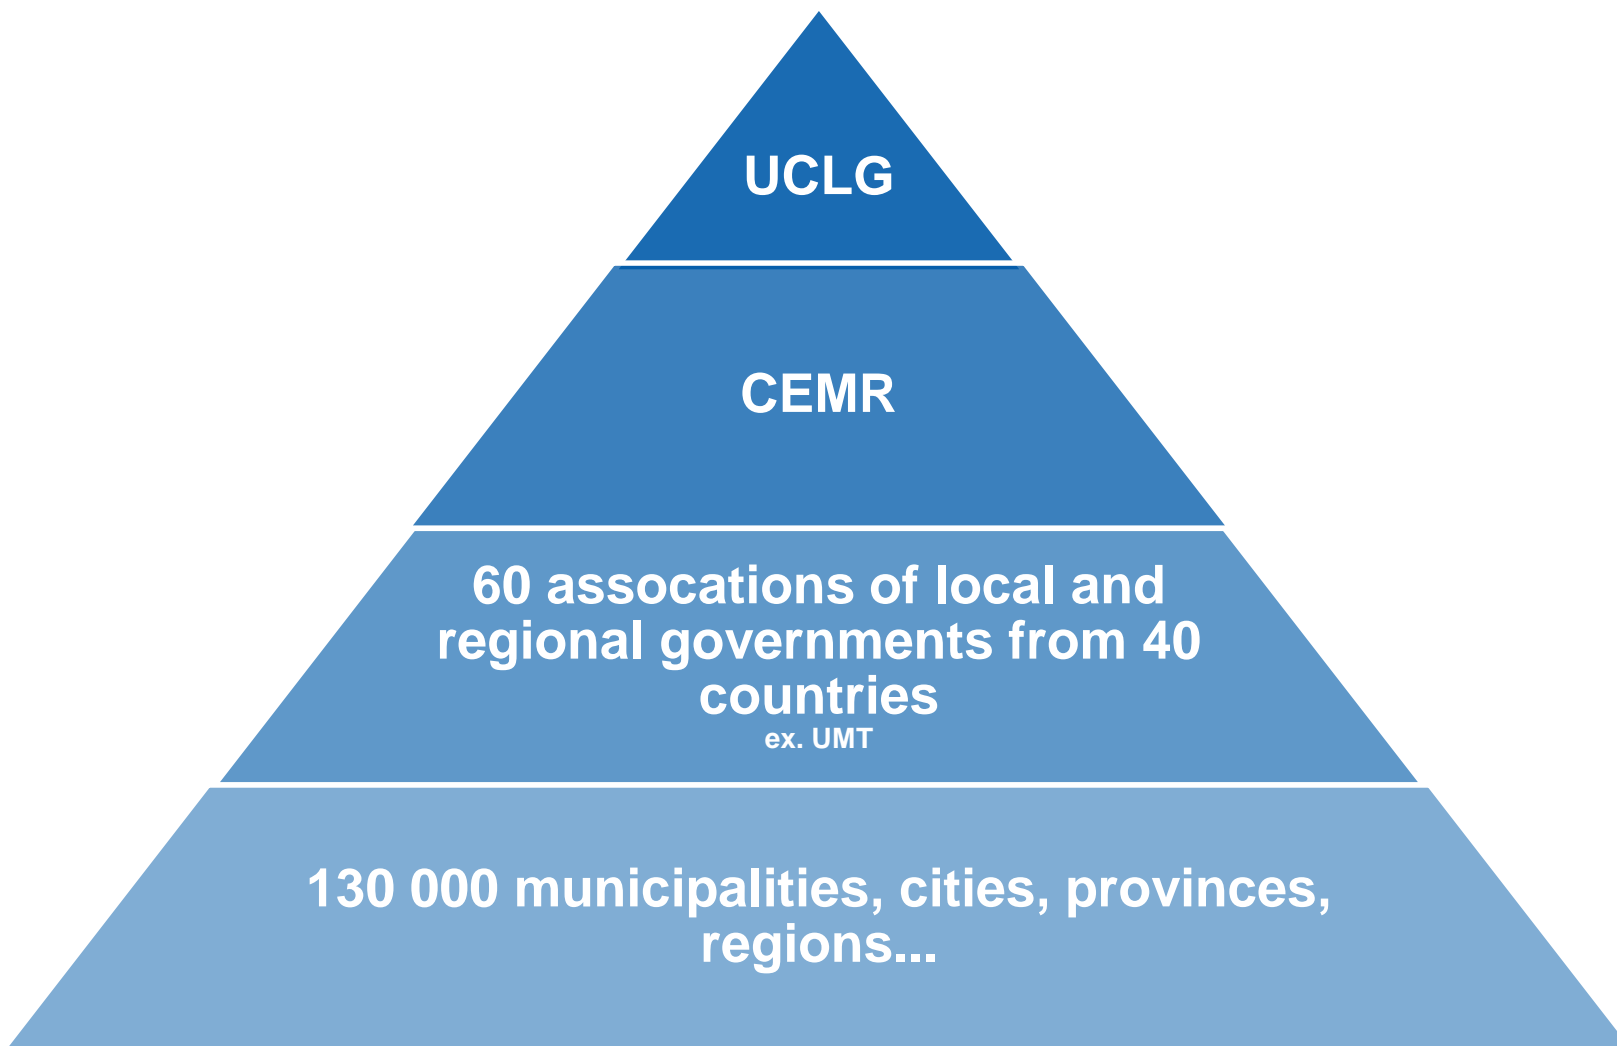 UCLG
CEMR
60 assocations of local and
regional governments from 40
countries
ex. UMT
130 000 municipalities, cities, provinces,
regions...